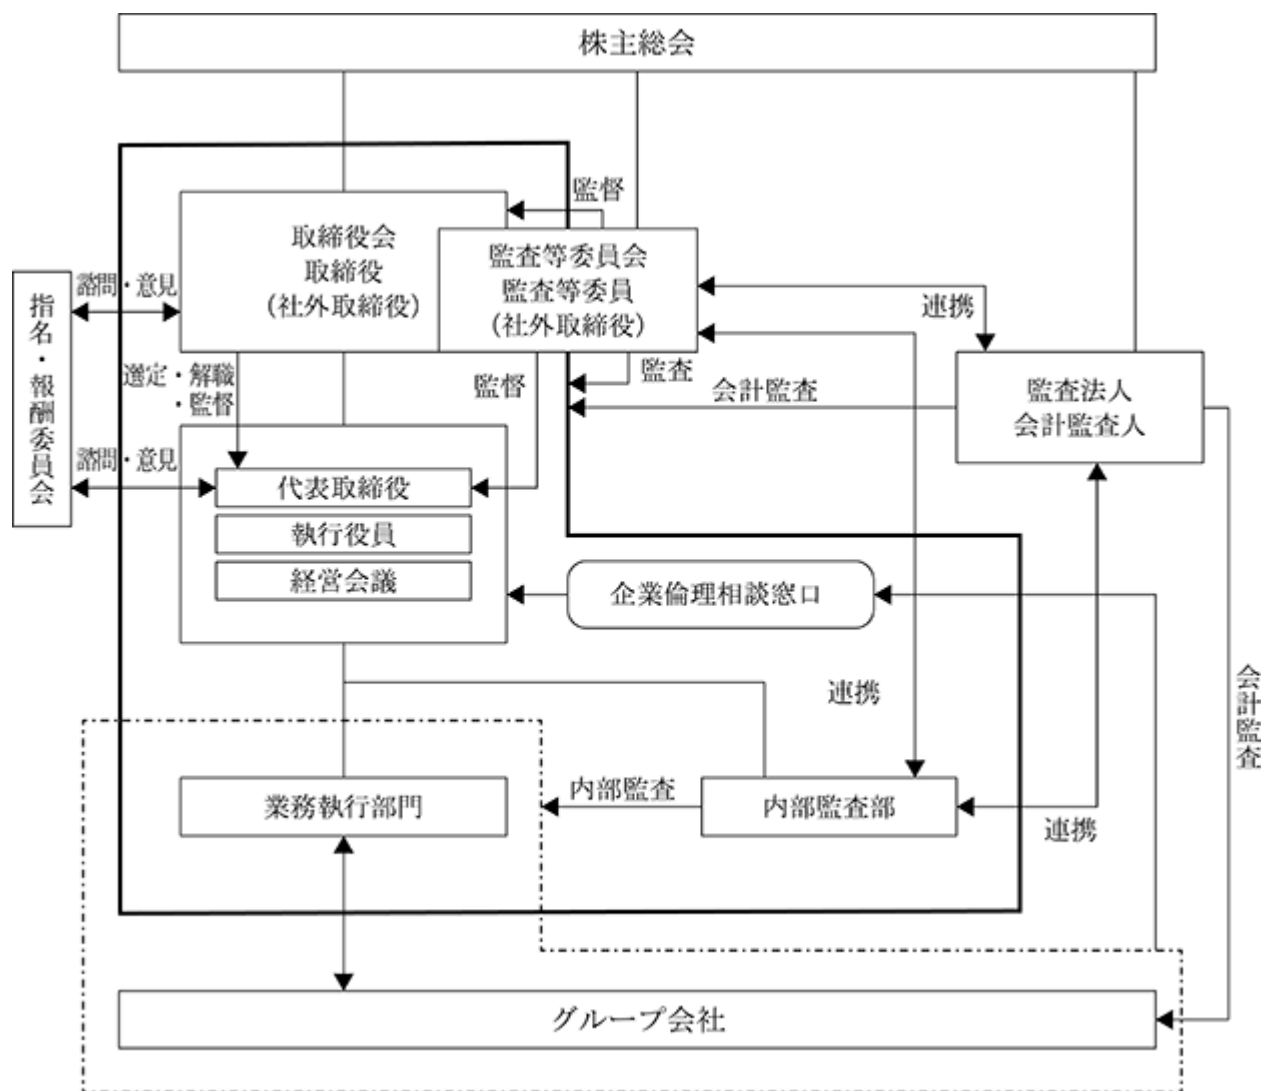 株主総会
監督
取締役会
取締役
（社外取締役）
監査等委員会
監査等委員
（社外取締役）
諮問・意見
指名・報酬委員会
連携
選定・解職
・監督
監督
監査
会計監査
監査法人
会計監査人
諮問・意見
代表取締役
執行役員
経営会議
企業倫理相談窓口
連携
会計監査
業務執行部門
内部監査
内部監査部
連携
グループ会社